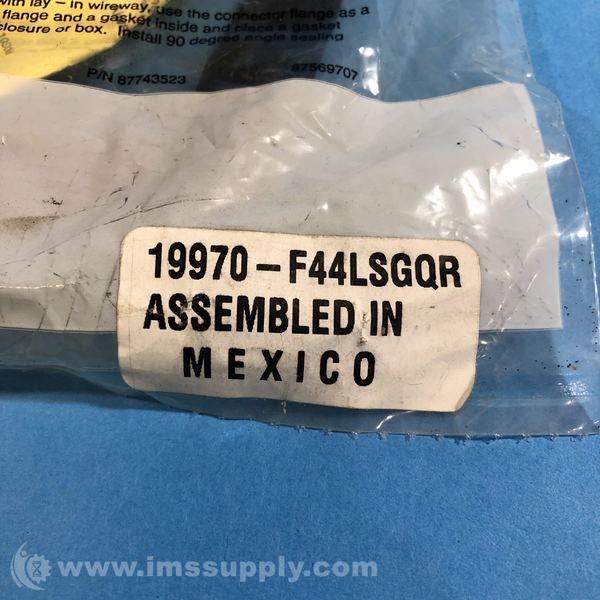 with lay - in wireway, use the connector flange as a
flange and a gasket inside and place a gasket
closure or box. Install 90 degree angle sealing
P/N 87743523
87569707
19970-F44LSGQR
ASSEMBLED IN
MEXICO
www.imssupply.com